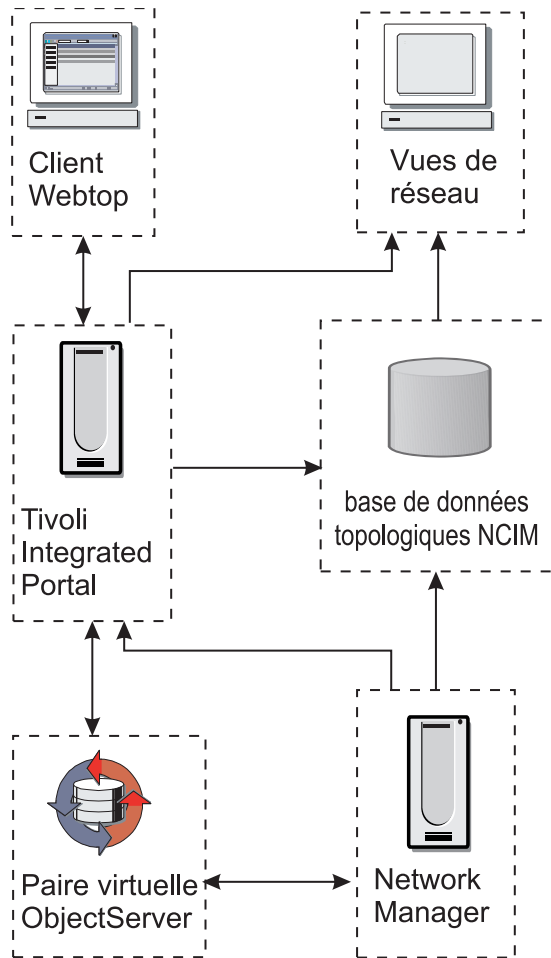 Client
Webtop
Vues de
réseau
Tivoli
Integrated
Portal
base de données
topologiques NCIM
Paire virtuelle
ObjectServer
Network
Manager